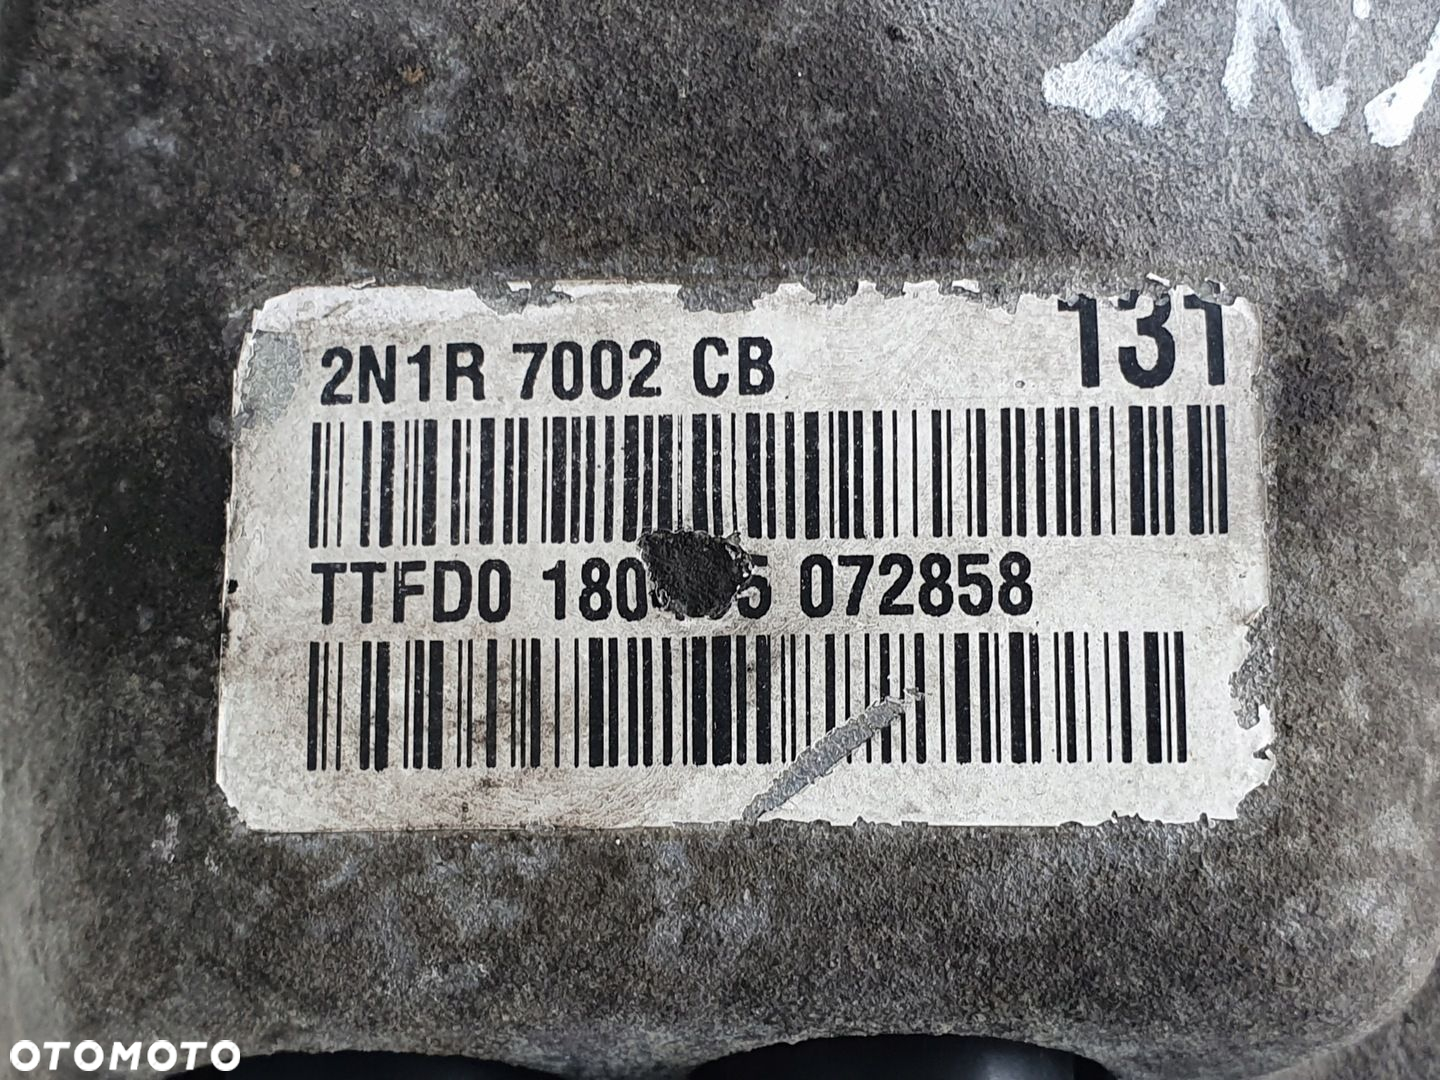 131
2N1R 7002 CB
TTFD0 072858
OTOMOTO